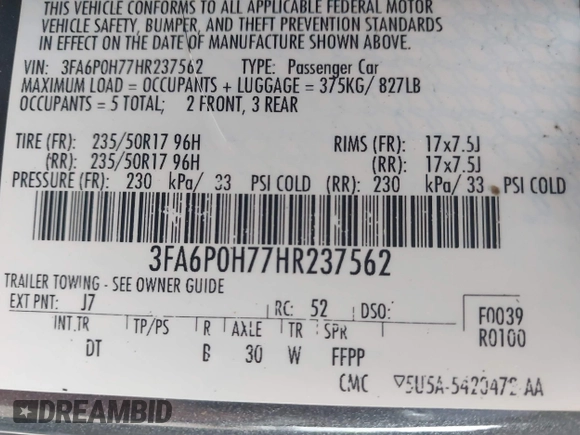 THIS VEHICLE CONFORMS TO ALL APPLICABLE FEDERAL MOTOR
VEHICLE SAFETY, BUMPER, AND THEFT PREVENTION STANDARDS
IN EFFECT ON THE DATE OF MANUFACTURE SHOWN ABOVE.
VIN: 3FA6P0H77HR237562 TYPE: Passenger Car
MAXIMUM LOAD = OCCUPANTS + LUGGAGE = 375KG/ 827LB
OCCUPANTS = 5 TOTAL; 2 FRONT, 3 REAR
TIRE (FR): 235/50R17 96H RIMS (FR): 17x7.5J
(RR): 235/50R17 96H (RR): 17x7.5J
PRESSURE (FR): 230 kPa/ 33 PSI COLD (RR): 230 kPa/ 33 PSI COLD
3FA6P0H77HR237562
TRAILER TOWING - SEE OWNER GUIDE
EXT PNT: J7 RC: 52 DSO: F0039
INT TR TP/PS R AXLE TR SPR R0100
DT B 30 W FFPP
CMC ▽5U5A-5420472-AA
DREAMBID